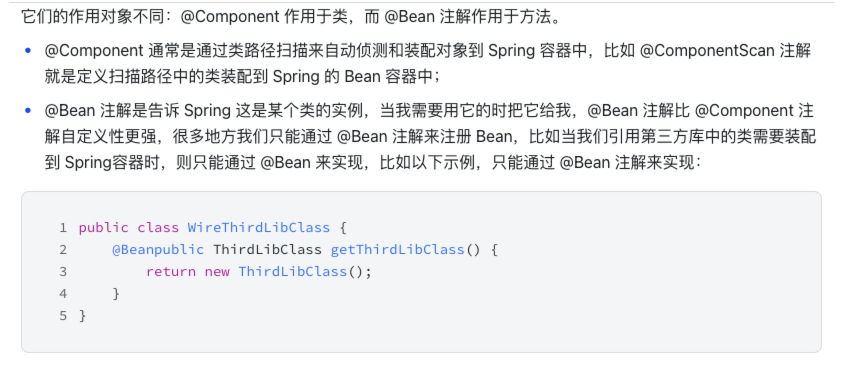 它们的作用对象不同：@Component 作用于类，而 @Bean 注解作用于方法。
• @Component 通常是通过类路径扫描来自动侦测和装配对象到 Spring 容器中，比如 @ComponentScan 注解
就是定义扫描路径中的类装配到 Spring 的 Bean 容器中；
• @Bean 注解是告诉 Spring 这是某个类的实例，当我需要用它的时把它给我，@Bean 注解比 @Component 注
解自定义性更强，很多地方我们只能通过 @Bean 注解来注册 Bean，比如当我们引用第三方库中的类需要装配
到 Spring容器时，则只能通过 @Bean 来实现，比如以下示例，只能通过 @Bean 注解来实现：
1 public class WireThirdLibClass {
2     @Beanpublic ThirdLibClass getThirdLibClass() {
3         return new ThirdLibClass();
4     }
5 }